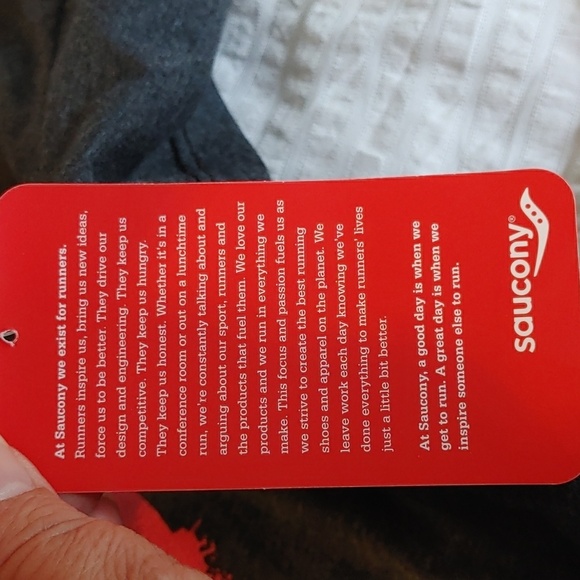 At Saucony we exist for runners.
Runners inspire us, bring us new ideas,
force us to be better. They drive our
design and engineering. They keep us
competitive. They keep us hungry.
They keep us honest. Whether it's in a
conference room or out on a lunchtime
run, we're constantly talking about and
arguing about our sport, runners and
the products that fuel them. We love our
products and we run in everything we
make. This focus and passion fuels us as
we strive to create the best running
shoes and apparel on the planet. We
leave work each day knowing we've
done everything to make runners' lives
just a little bit better.
At Saucony, a good day is when we
get to run. A great day is when we
inspire someone else to run.
saucony®